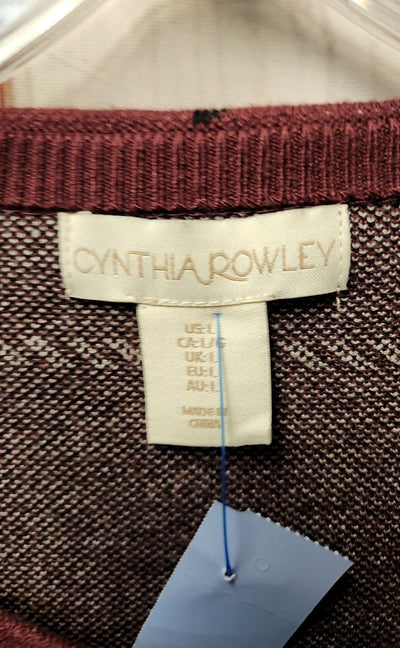 CYNTHIA ROWLEY
US: L
CA: L/G
UK: L
EU: L
AU: L
MADE IN
CHINA